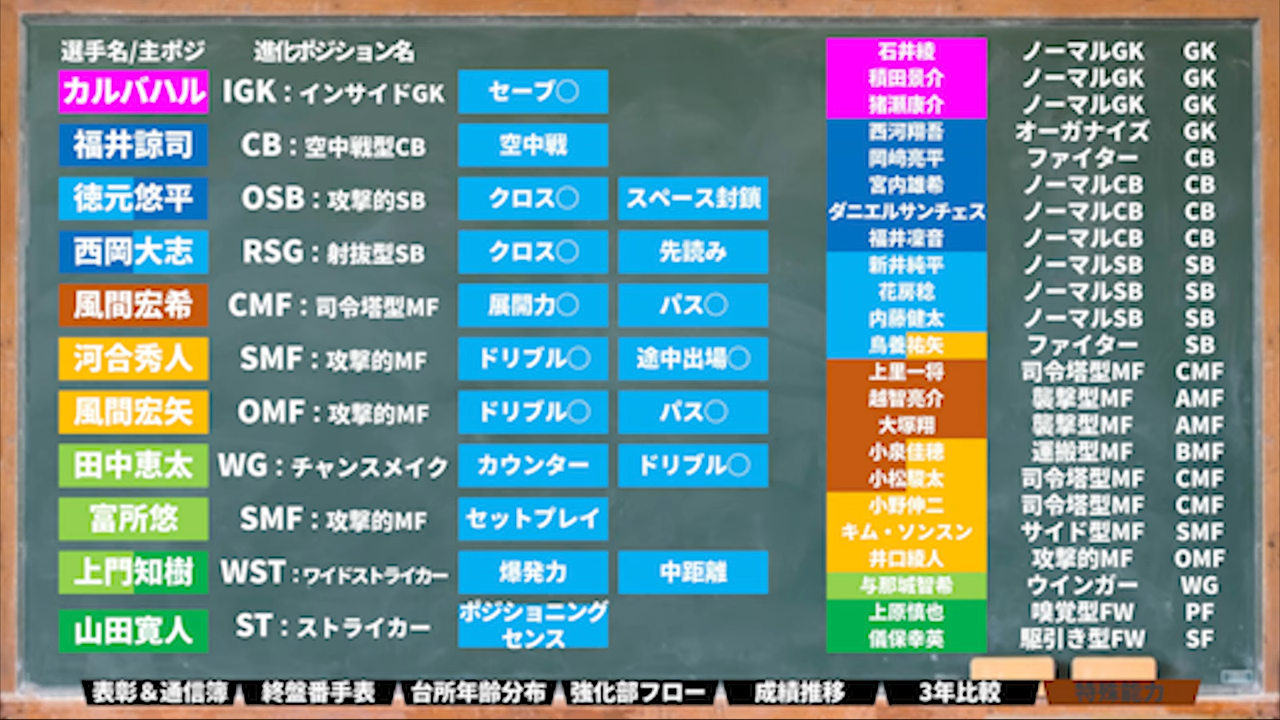 選手名/主ポジ 進化ポジション名
カルバハル IGK：インサイドGK セーブ○
福井諒司 CB：空中戦型CB 空中戦
徳元悠平 OSB：攻撃的SB クロス○ スペース封鎖
西岡大志 RSG：射抜型SB クロス○ 先読み
風間宏希 CMF：司令塔型MF 展開力○ パス○
河合秀人 SMF：攻撃的MF ドリブル○ 途中出場○
風間宏矢 OMF：攻撃的MF ドリブル○ パス○
田中恵太 WG：チャンスメイク カウンター ドリブル○
富所悠 SMF：攻撃的MF セットプレイ
上門知樹 WST：ワイドストライカー 爆発力 中距離
山田寛人 ST：ストライカー ポジショニング
センス
石井綾 ノーマルGK GK
積田景介 ノーマルGK GK
猪瀬康介 ノーマルGK GK
西河翔吾 オーガナイズ GK
岡﨑亮平 ファイター CB
宮内雄希 ノーマルCB CB
ダニエルサンチェス ノーマルCB CB
福井凜音 ノーマルCB CB
新井純平 ノーマルSB SB
花房稔 ノーマルSB SB
内藤健太 ノーマルSB SB
鳥養祐矢 ファイター SB
上里一将 司令塔型MF CMF
越智亮介 襲撃型MF AMF
大塚翔 襲撃型MF AMF
小泉佳穂 運搬型MF BMF
小松駿太 司令塔型MF CMF
小野伸二 司令塔型MF CMF
キム・ソンスン サイド型MF SMF
井口綾人 攻撃的MF OMF
与那城智希 ウインガー WG
上原慎也 嗅覚型FW PF
儀保幸英 駆引き型FW SF
表彰＆通信簿 終盤番手表 台所年齢分布 強化部フロー 成績推移 3年比較 特殊能力